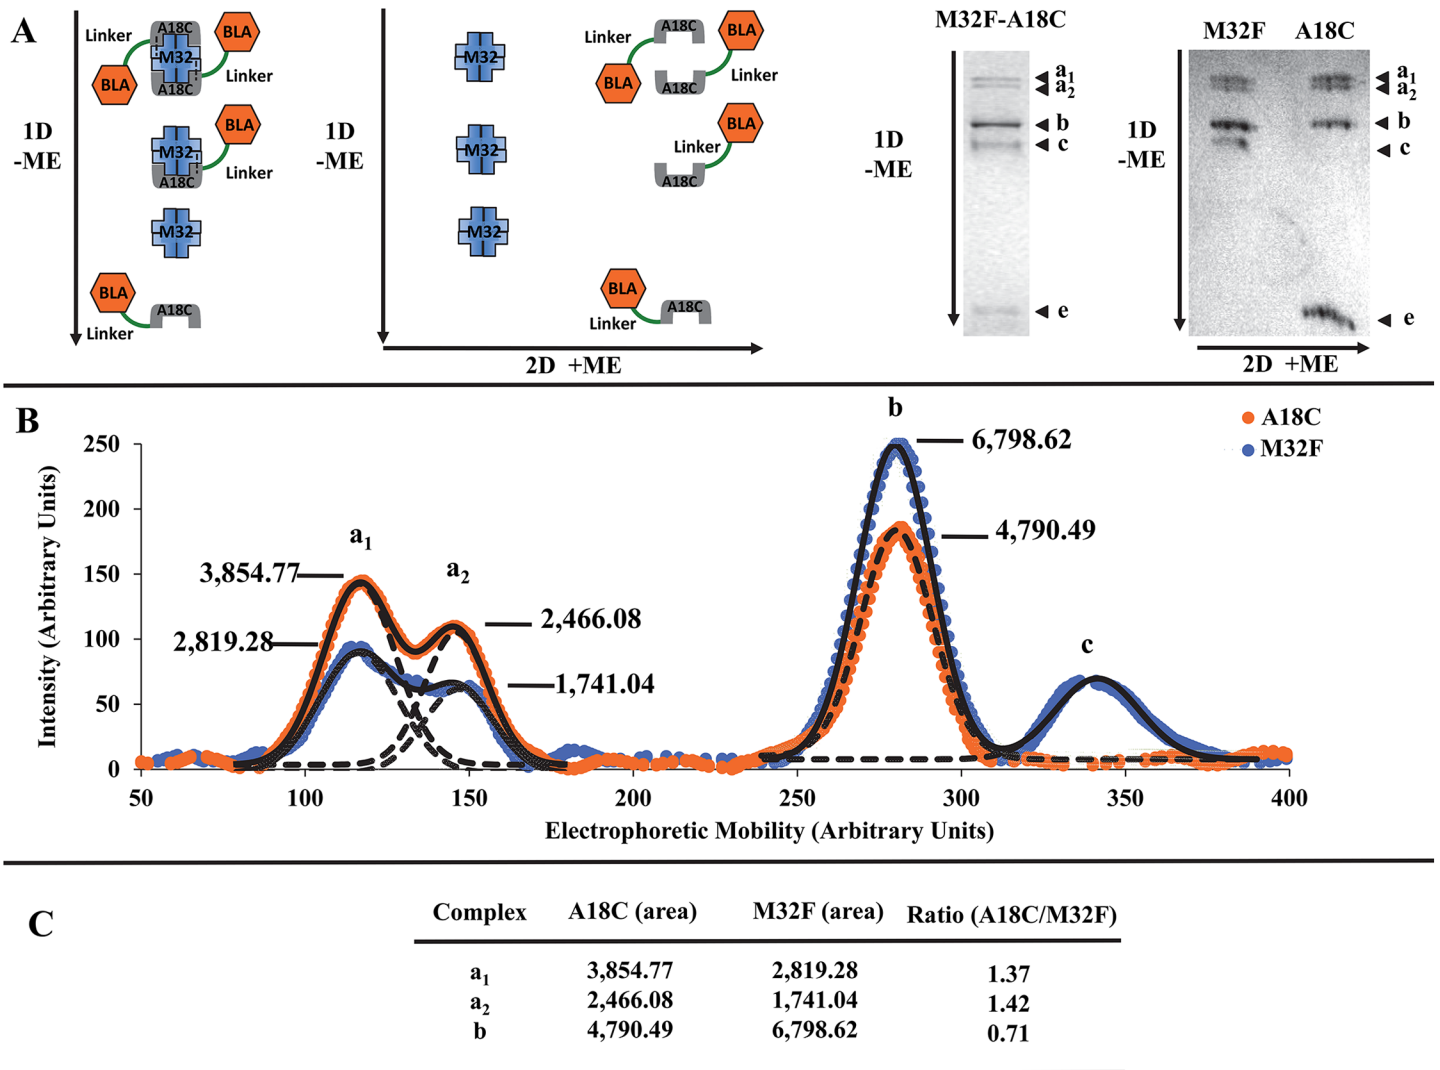 A
Linker
A18C
BLA
M32
BLA
Linker
A18C
BLA
1D
-ME
M32
A18C
Linker
M32
BLA
A18C
Linker
1D
-ME
M32
Linker
A18C
BLA
BLA
A18C
Linker
M32
BLA
Linker
A18C
M32
BLA
A18C
Linker
2D +ME
M32F-A18C
1D
-ME
a1
a2
b
c
e
M32F A18C
1D
-ME
a1
a2
b
c
e
2D +ME
B
b
A18C
M32F
250
200
150
100
50
0
Intensity (Arbitrary Units)
a1
a2
3,854.77
2,819.28
2,466.08
1,741.04
6,798.62
4,790.49
c
50 100 150 200 250 300 350 400
Electrophoretic Mobility (Arbitrary Units)
C
Complex A18C (area) M32F (area) Ratio (A18C/M32F)
a1 3,854.77 2,819.28 1.37
a2 2,466.08 1,741.04 1.42
b 4,790.49 6,798.62 0.71